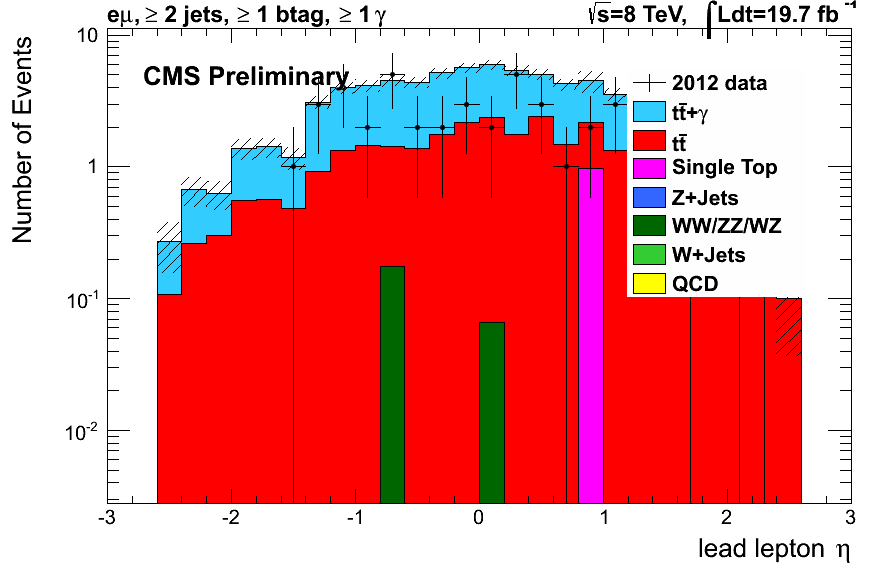 eμ, ≥ 2 jets, ≥ 1 btag, ≥ 1 γ
√s=8 TeV, ∫Ldt=19.7 fb⁻¹
CMS Preliminary
2012 data
tt̄+γ
tt̄
Single Top
Z+Jets
WW/ZZ/WZ
W+Jets
QCD
Number of Events
10
1
10⁻¹
10⁻²
-3 -2 -1 0 1 2 3
lead lepton η